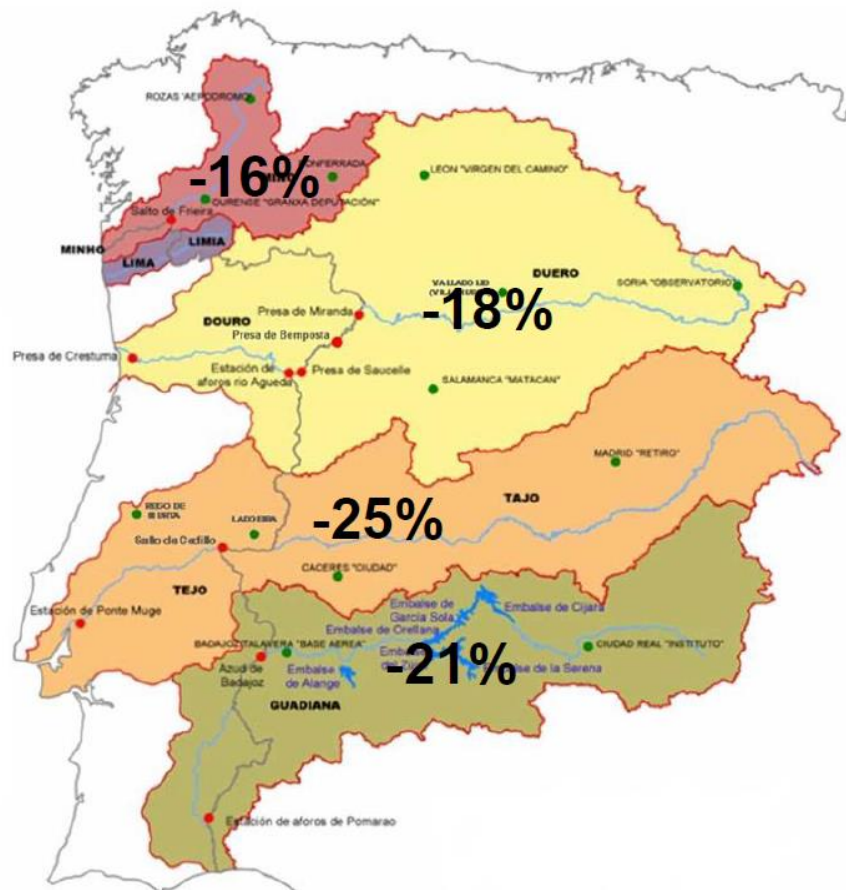 ROZAS "AEPODROMO"
LEON "VIRGEN DEL CAMINO"
-16%
OURENSE "GRANXA DEPUTACIÓN"
Salto de Frieira
MINHO
LIMIA
LIMA
DUERO
SORIA "OBSERVATORIO"
-18%
Presa de Miranda
DOURO
Presa de Bemposta
Presa de Crestuma
Estación de
aforos rio Agueda
Presa de Saucelle
SALAMANCA "MATACAN"
MADRID "RETIRO"
TAJO
-25%
Salto de Cedillo
CACERES "CIUDAD"
TEJO
Estación de Ponte Muge
Embalse de
García Sola
Embalse de Cijara
Embalse de Orellana
BADAJOZ/TALAVERA "BASE AEREA"
CIUDAD REAL "INSTITUTO"
-21%
Azud de
Badajoz
Embalse
de Alange
Embalse de la Serena
GUADIANA
Estación de aforos de Pomarao